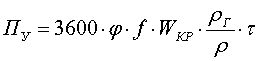 П_У = 3600 · φ · f · W_КР · ρ_Г / ρ · τ